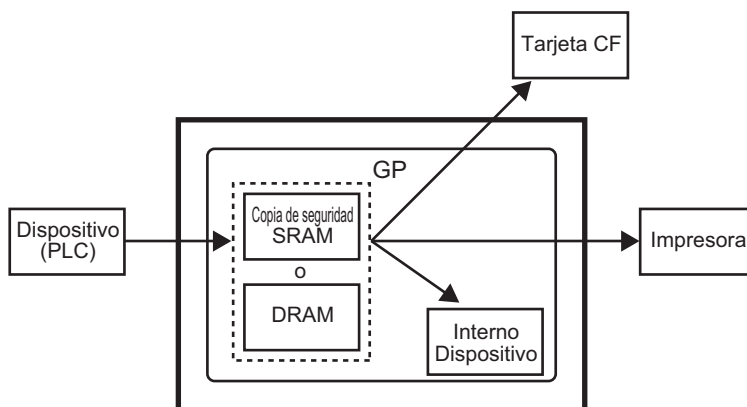 Tarjeta CF
GP
Copia de seguridad
SRAM
o
DRAM
Dispositivo
(PLC)
Impresora
Interno
Dispositivo